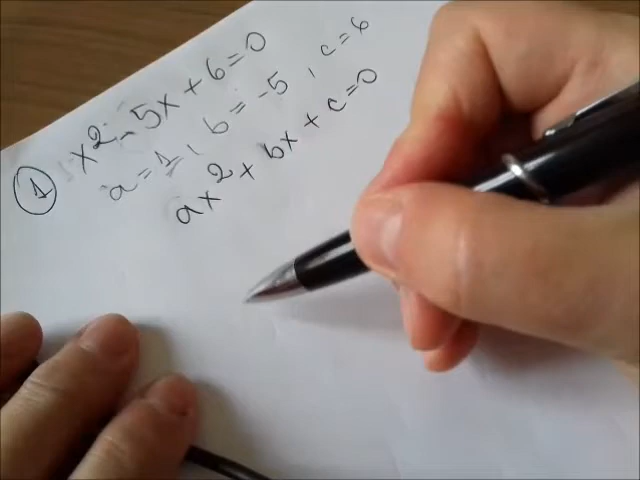 ① x² - 5x + 6 = 0
a = 1, b = -5, c = 6
ax² + bx + c = 0